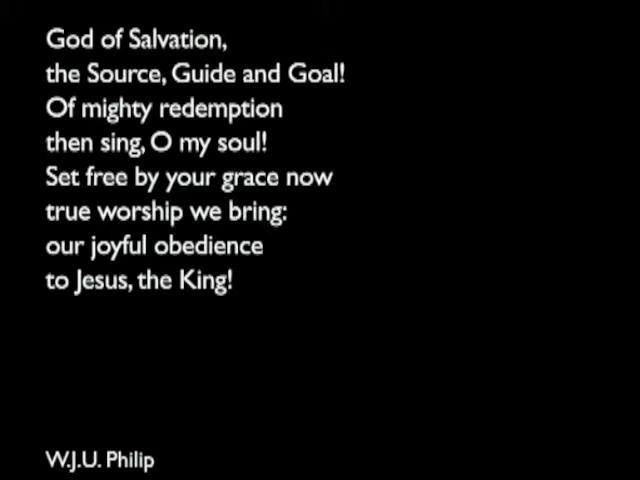 God of Salvation,
the Source, Guide and Goal!
Of mighty redemption
then sing, O my soul!
Set free by your grace now
true worship we bring:
our joyful obedience
to Jesus, the King!
W.J.U. Philip